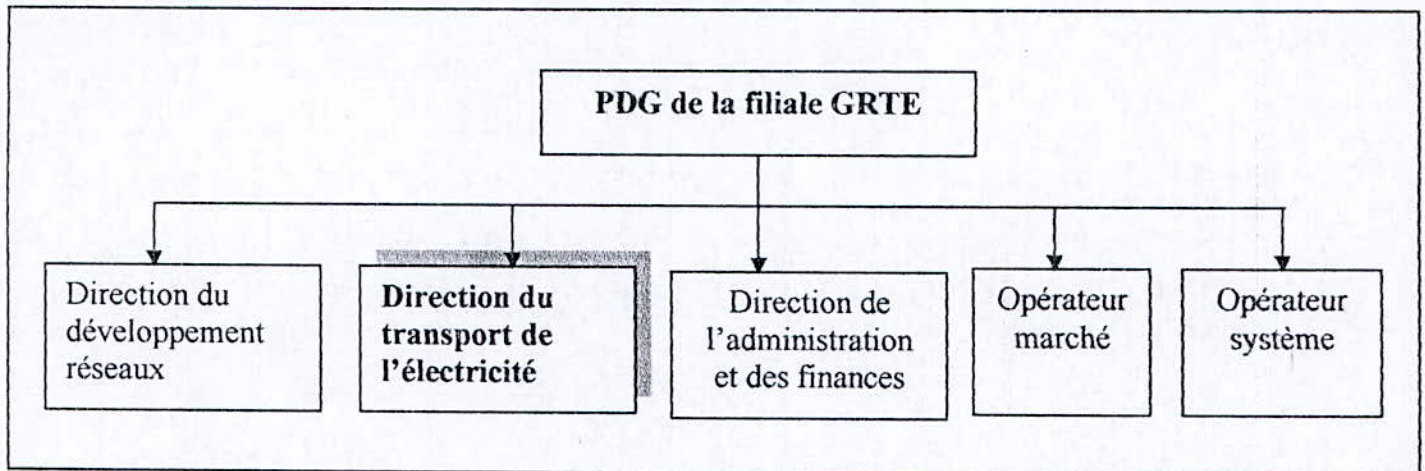 PDG de la filiale GRTE
Direction du
développement
réseaux
Direction du
transport de
l'électricité
Direction de
l'administration
et des finances
Opérateur
marché
Opérateur
système